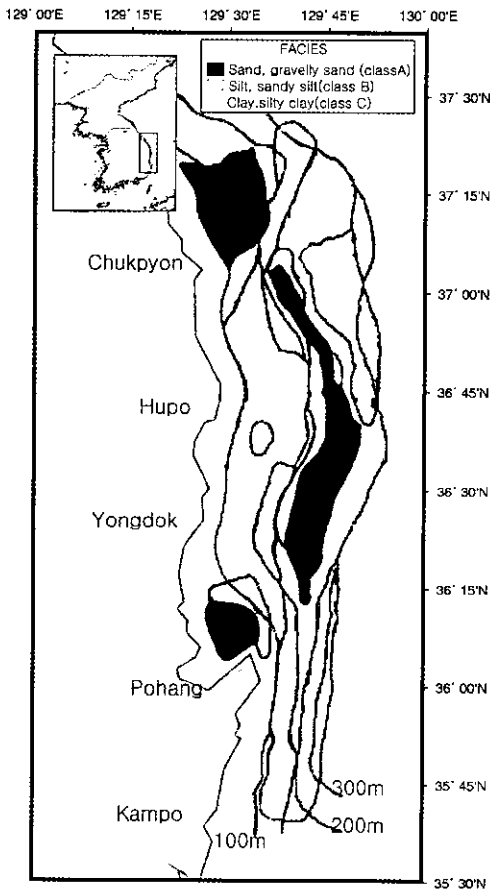 129° 00'E 129° 15'E 129° 30'E 129° 45'E 130° 00'E
FACIES
Sand, gravelly sand (classA)
Silt, sandy silt(class B)
Clay.silty clay(class C)
37° 30'N
37° 15'N
Chukpyon
37° 00'N
36° 45'N
Hupo
36° 30'N
Yongdok
36° 15'N
Pohang
36° 00'N
300m
35° 45'N
Kampo
200m
100m
35° 30'N